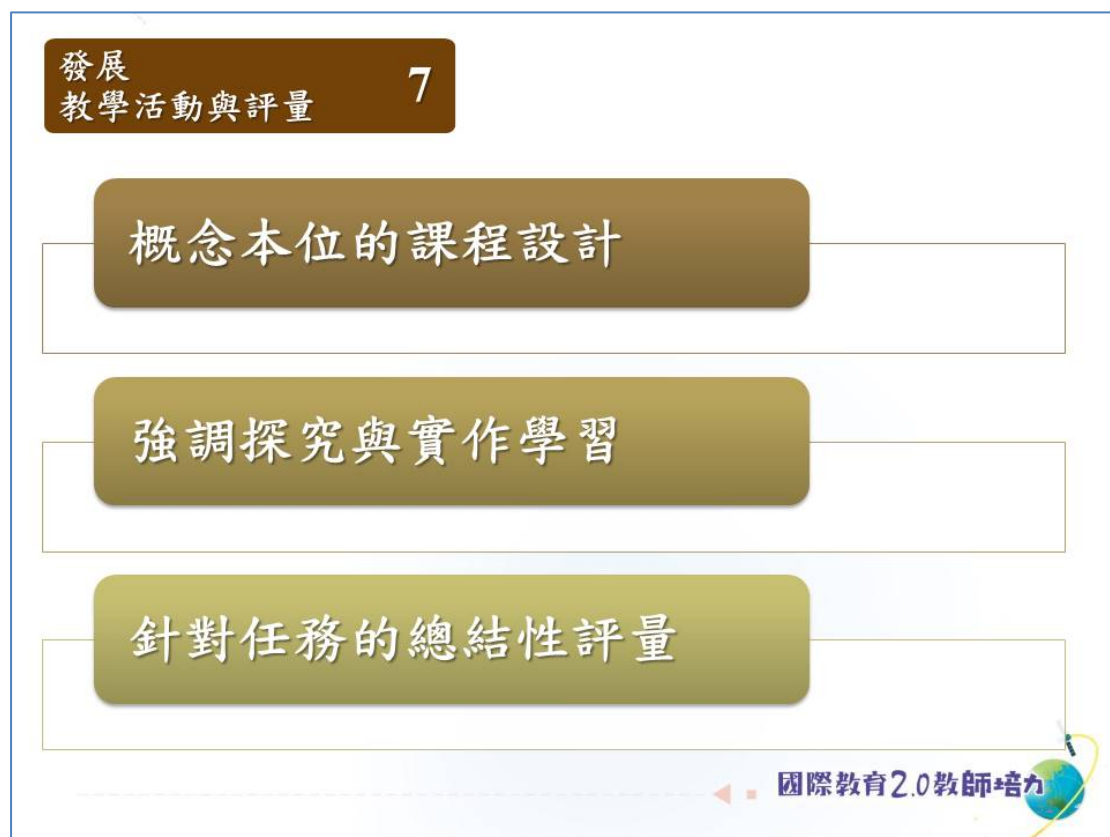 發展
教學活動與評量
7
概念本位的課程設計
強調探究與實作學習
針對任務的總結性評量
國際教育2.0教師培力